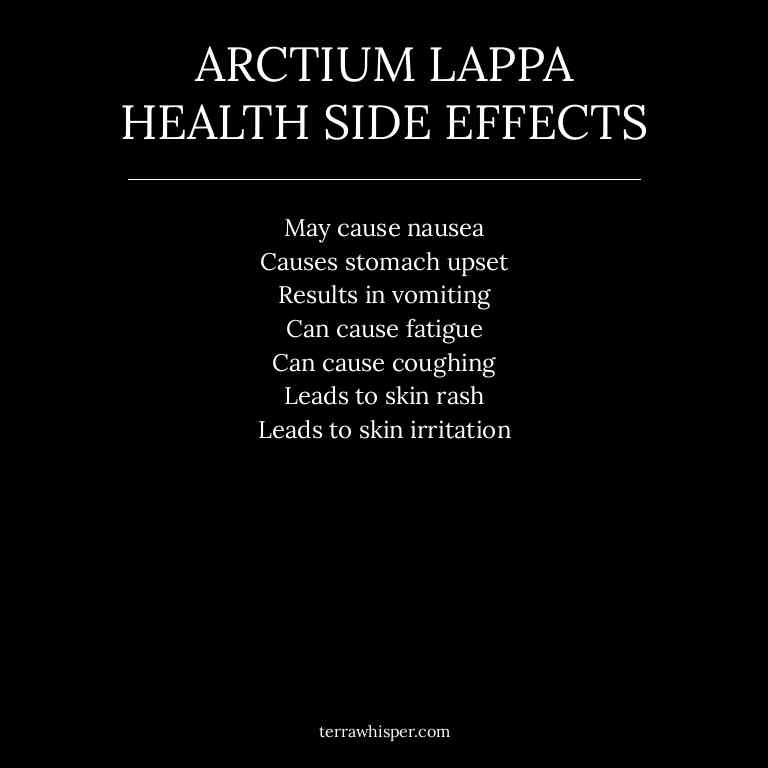 ARCTIUM LAPPA
HEALTH SIDE EFFECTS
May cause nausea
Causes stomach upset
Results in vomiting
Can cause fatigue
Can cause coughing
Leads to skin rash
Leads to skin irritation
terrawhisper.com